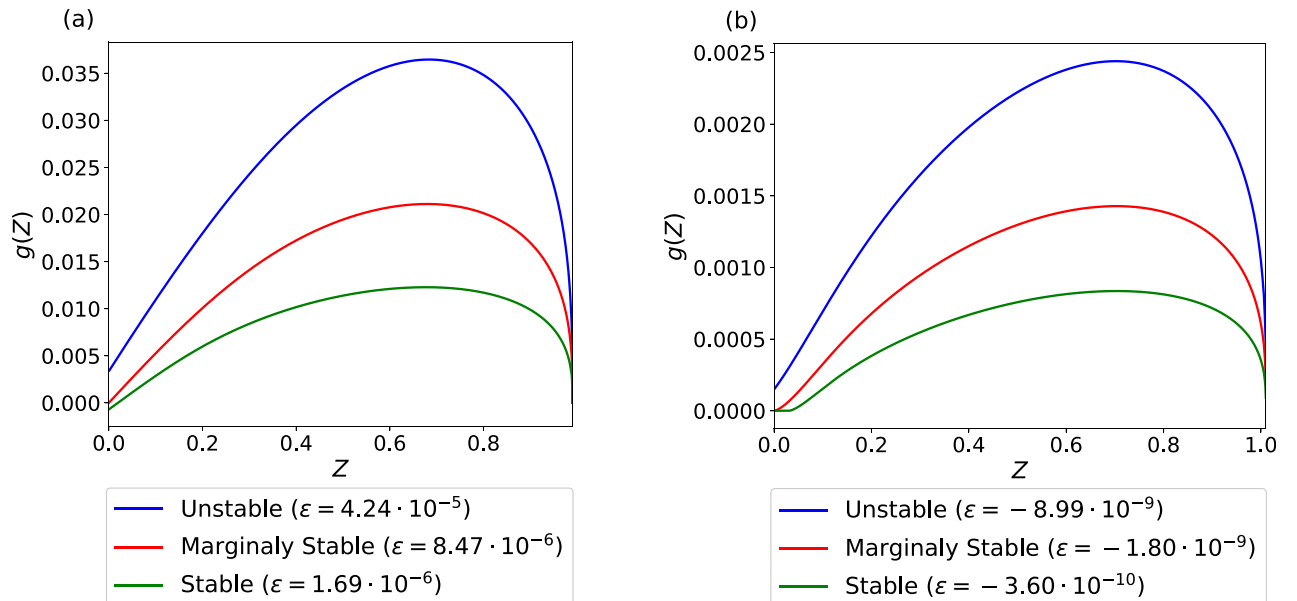 (a)
0.035
0.030
0.025
0.020
0.015
0.010
0.005
0.000
g(Z)
0.0 0.2 0.4 0.6 0.8
Z
Unstable (ε = 4.24 · 10⁻⁵)
Marginaly Stable (ε = 8.47 · 10⁻⁶)
Stable (ε = 1.69 · 10⁻⁶)
(b)
0.0025
0.0020
0.0015
0.0010
0.0005
0.0000
g(Z)
0.0 0.2 0.4 0.6 0.8 1.0
Z
Unstable (ε = − 8.99 · 10⁻⁹)
Marginaly Stable (ε = − 1.80 · 10⁻⁹)
Stable (ε = − 3.60 · 10⁻¹⁰)